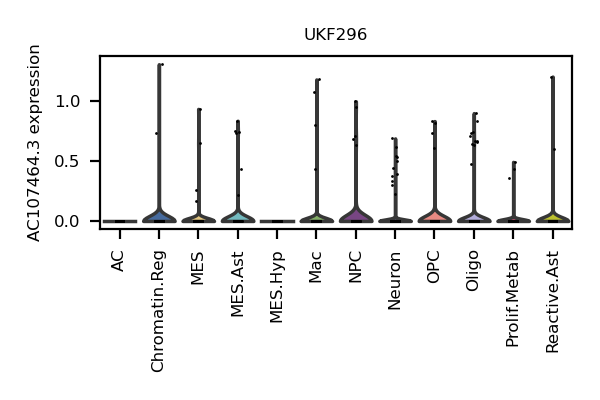 UKF296
AC107464.3 expression
1.0
0.5
0.0
AC
Chromatin.Reg
MES
MES.Ast
MES.Hyp
Mac
NPC
Neuron
OPC
Oligo
Prolif.Metab
Reactive.Ast